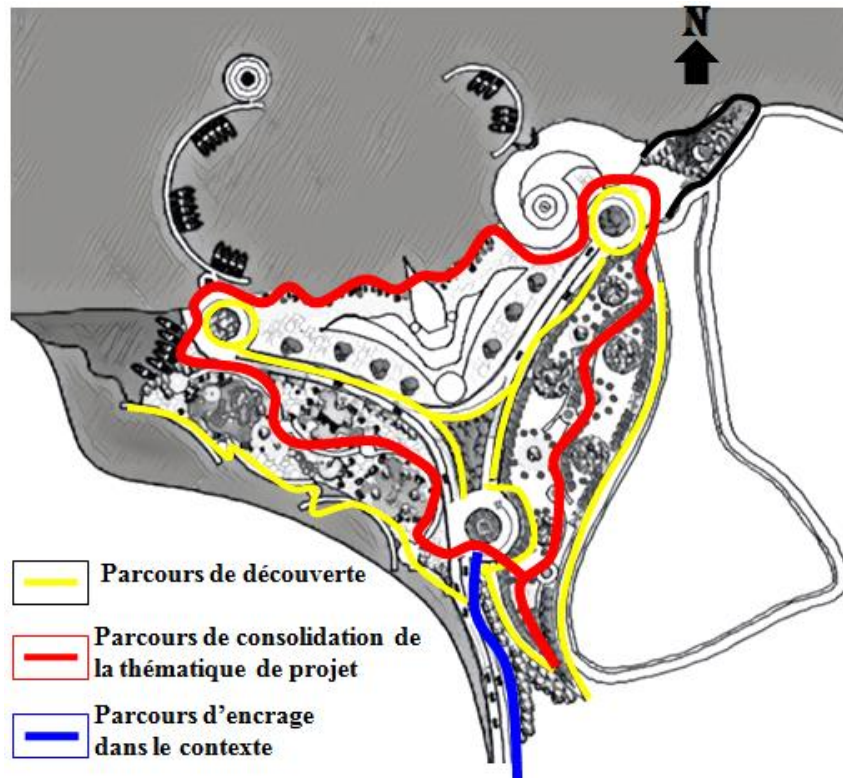 N
Parcours de découverte
Parcours de consolidation de
la thématique de projet
Parcours d’encrage
dans le contexte